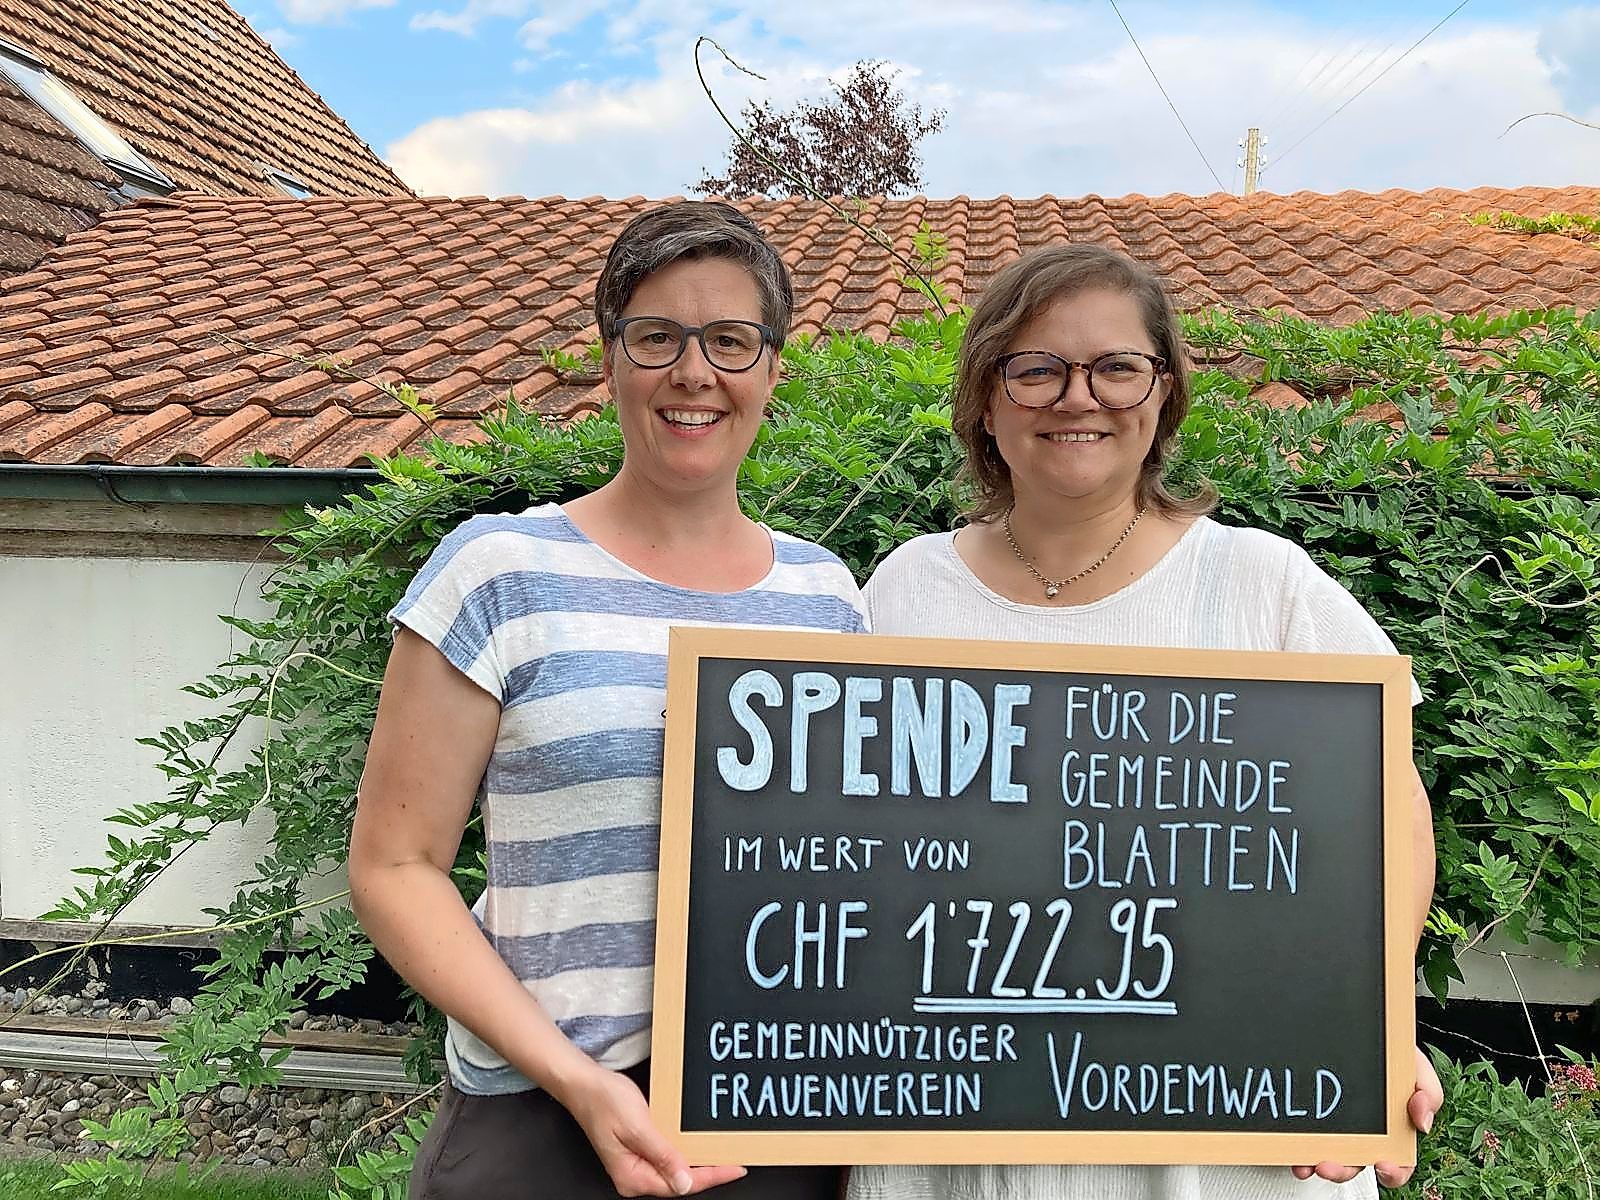 SPENDE
FÜR DIE
GEMEINDE
BLATTEN
IM WERT VON
CHF 1'722.95
GEMEINNÜTZIGER
FRAUENVEREIN VORDEMWALD